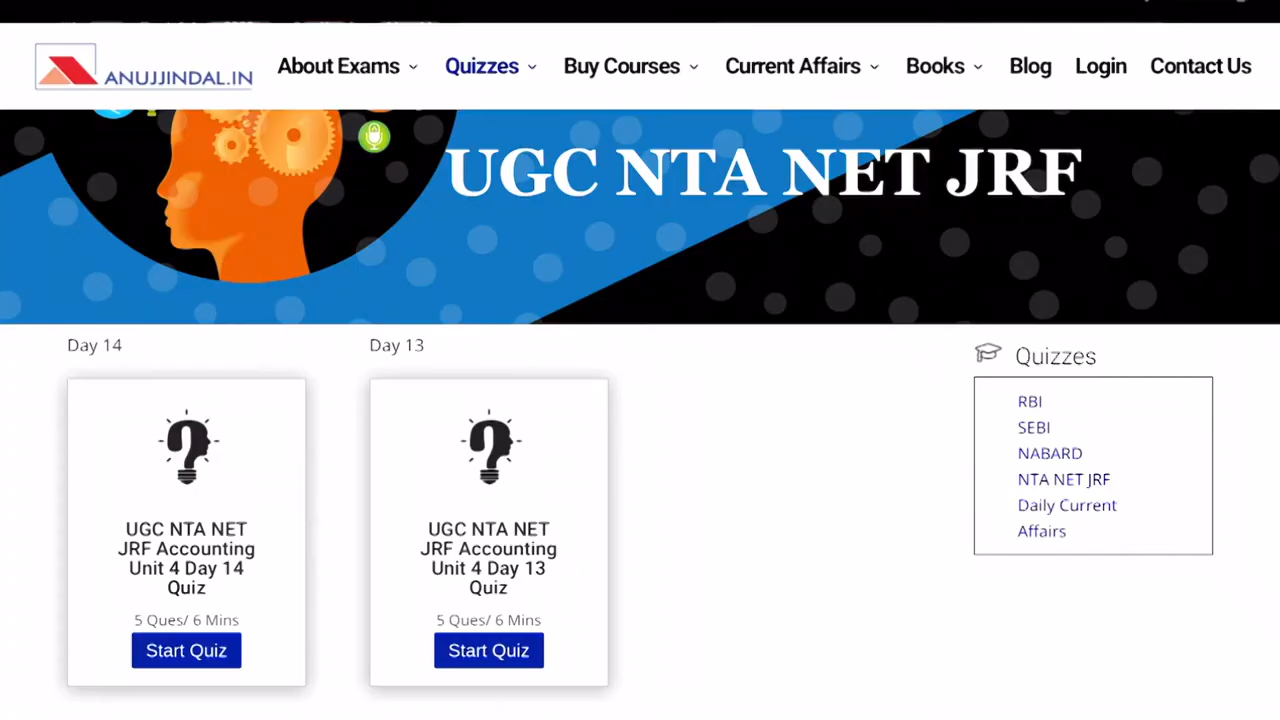 ANUJJINDAL.IN
About Exams Quizzes Buy Courses Current Affairs Books Blog Login Contact Us
UGC NTA NET JRF
Day 14
UGC NTA NET
JRF Accounting
Unit 4 Day 14
Quiz
5 Ques/ 6 Mins
Start Quiz
Day 13
UGC NTA NET
JRF Accounting
Unit 4 Day 13
Quiz
5 Ques/ 6 Mins
Start Quiz
Quizzes
RBI
SEBI
NABARD
NTA NET JRF
Daily Current
Affairs